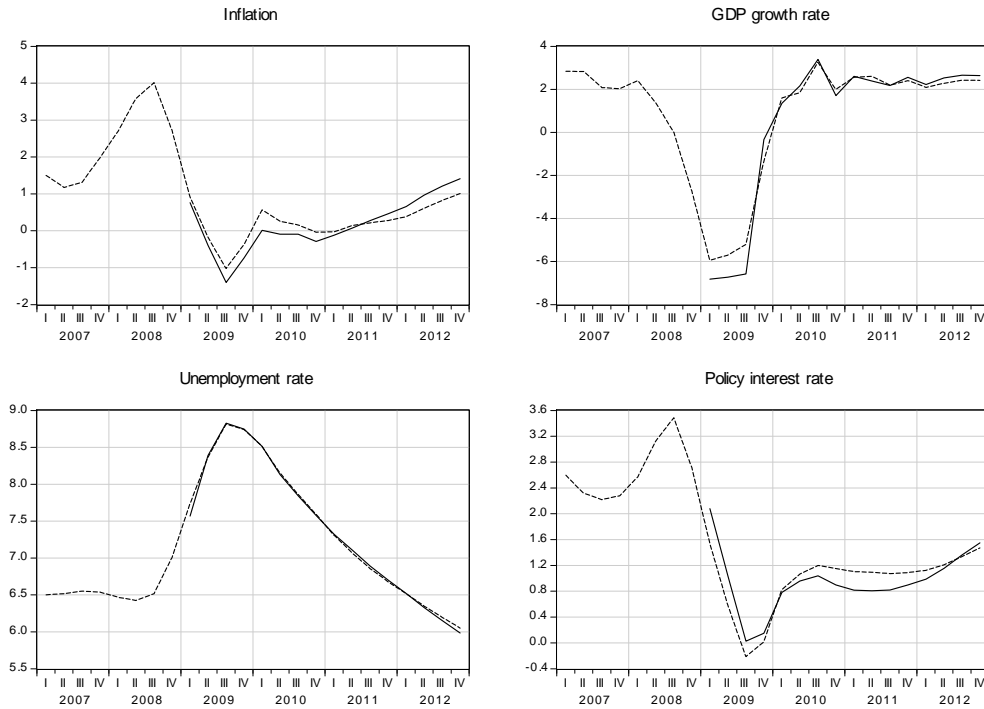 Inflation
5
4
3
2
1
0
-1
-2
I II III IV I II III IV I II III IV I II III IV I II III IV I II III IV
2007 2008 2009 2010 2011 2012
GDP growth rate
4
2
0
-2
-4
-6
-8
I II III IV I II III IV I II III IV I II III IV I II III IV I II III IV
2007 2008 2009 2010 2011 2012
Unemployment rate
9.0
8.5
8.0
7.5
7.0
6.5
6.0
5.5
I II III IV I II III IV I II III IV I II III IV I II III IV I II III IV
2007 2008 2009 2010 2011 2012
Policy interest rate
3.6
3.2
2.8
2.4
2.0
1.6
1.2
0.8
0.4
0.0
-0.4
I II III IV I II III IV I II III IV I II III IV I II III IV I II III IV
2007 2008 2009 2010 2011 2012